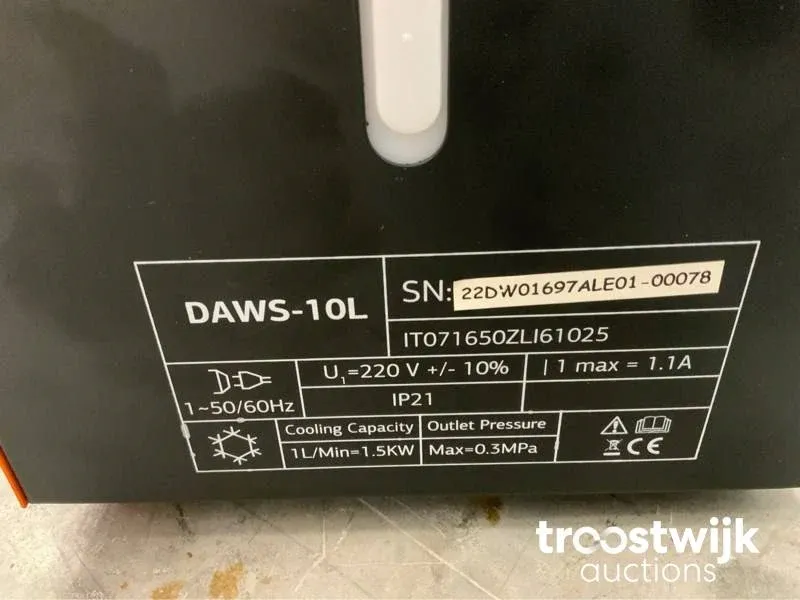 DAWS-10L
SN: 22DW01697ALE01-00078
IT071650ZLI61025
1~50/60Hz
U₁=220 V +/- 10%
I 1 max = 1.1A
IP21
Cooling Capacity
Outlet Pressure
1L/Min=1.5KW
Max=0.3MPa
CE
troostwijk
auctions